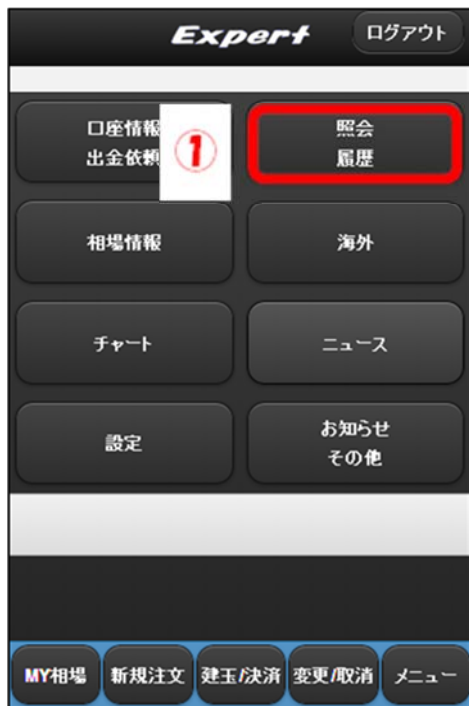 Expert
ログアウト
口座情報
出金依頼
①
照会
履歴
相場情報
海外
チャート
ニュース
設定
お知らせ
その他
MY相場
新規注文
建玉/決済
変更/取消
メニュー